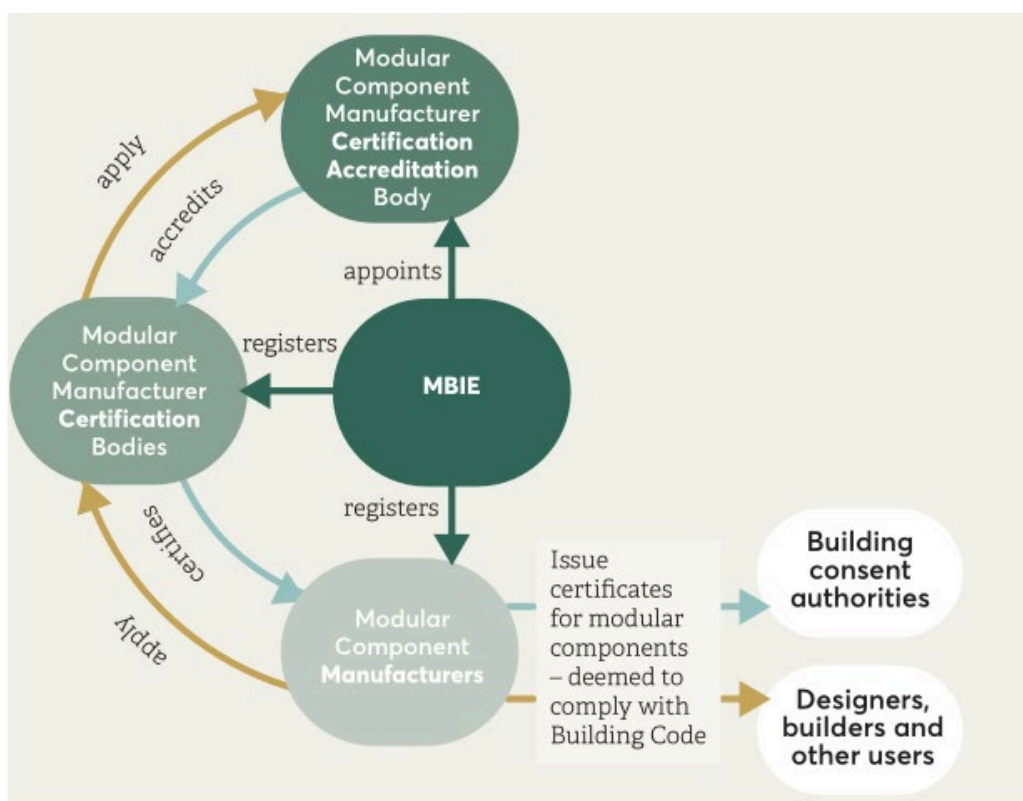 Modular
Component
Manufacturer
Certification
Accreditation
Body
apply
accredits
appoints
Modular
Component
Manufacturer
Certification
Bodies
registers
MBIE
registers
certifies
apply
Modular
Component
Manufacturers
Issue
certificates
for modular
components
– deemed to
comply with
Building Code
Building
consent
authorities
Designers,
builders and
other users